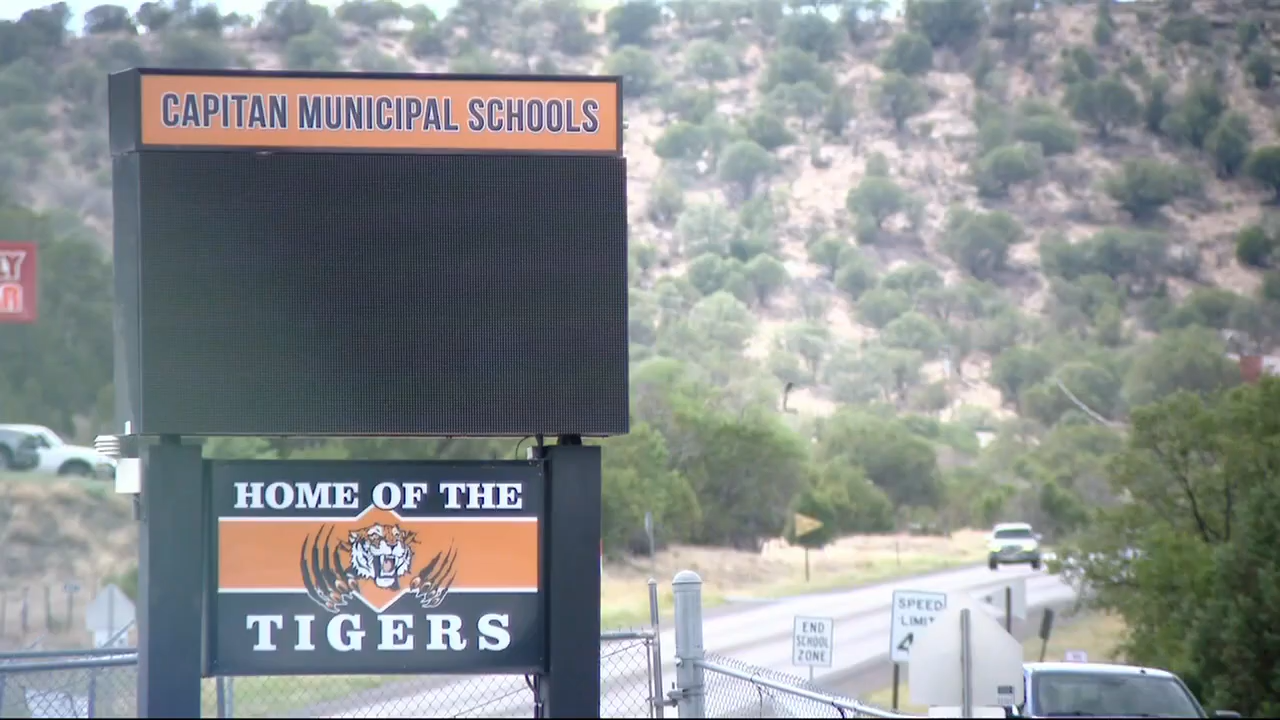 CAPITAN MUNICIPAL SCHOOLS
HOME OF THE
TIGERS
END
SCHOOL
ZONE
SPEED
LIMIT